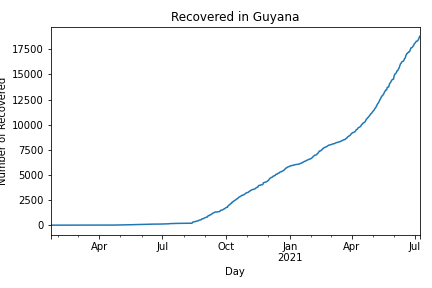 Recovered in Guyana
17500
15000
12500
10000
7500
5000
2500
0
Number of Recovered
Apr Jul Oct Jan Apr Jul
2021
Day